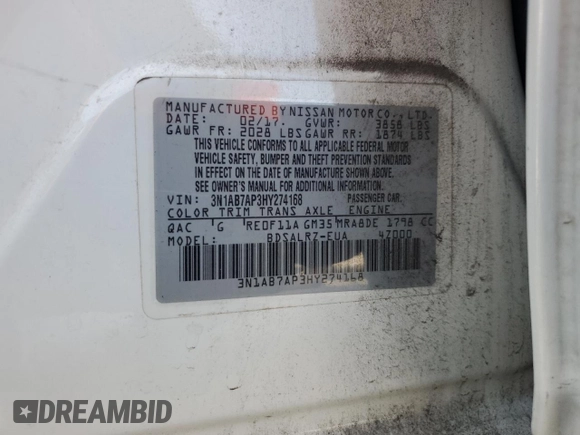 MANUFACTURED BY NISSAN MOTOR CO., LTD.
DATE: 02/17. GVWR: 3858 LBS
GAWR FR: 2028 LBS GAWR RR: 1874 LBS
THIS VEHICLE CONFORMS TO ALL APPLICABLE FEDERAL MOTOR
VEHICLE SAFETY, BUMPER AND THEFT PREVENTION STANDARDS
IN EFFECT ON THE DATE OF MANUFACTURE SHOWN ABOVE.
SEE OWNER'S MANUAL FOR ADDITIONAL INFORMATION
VIN: 3N1AB7AP3HY274168 PASSENGER CAR.
COLOR TRIM TRANS AXLE ENGINE
QAC G RE0F11A GM35 MRA8DE 1798 CC
MODEL: BDSALRZ-EUA 4Z000
3N1AB7AP3HY274168
DREAMBID